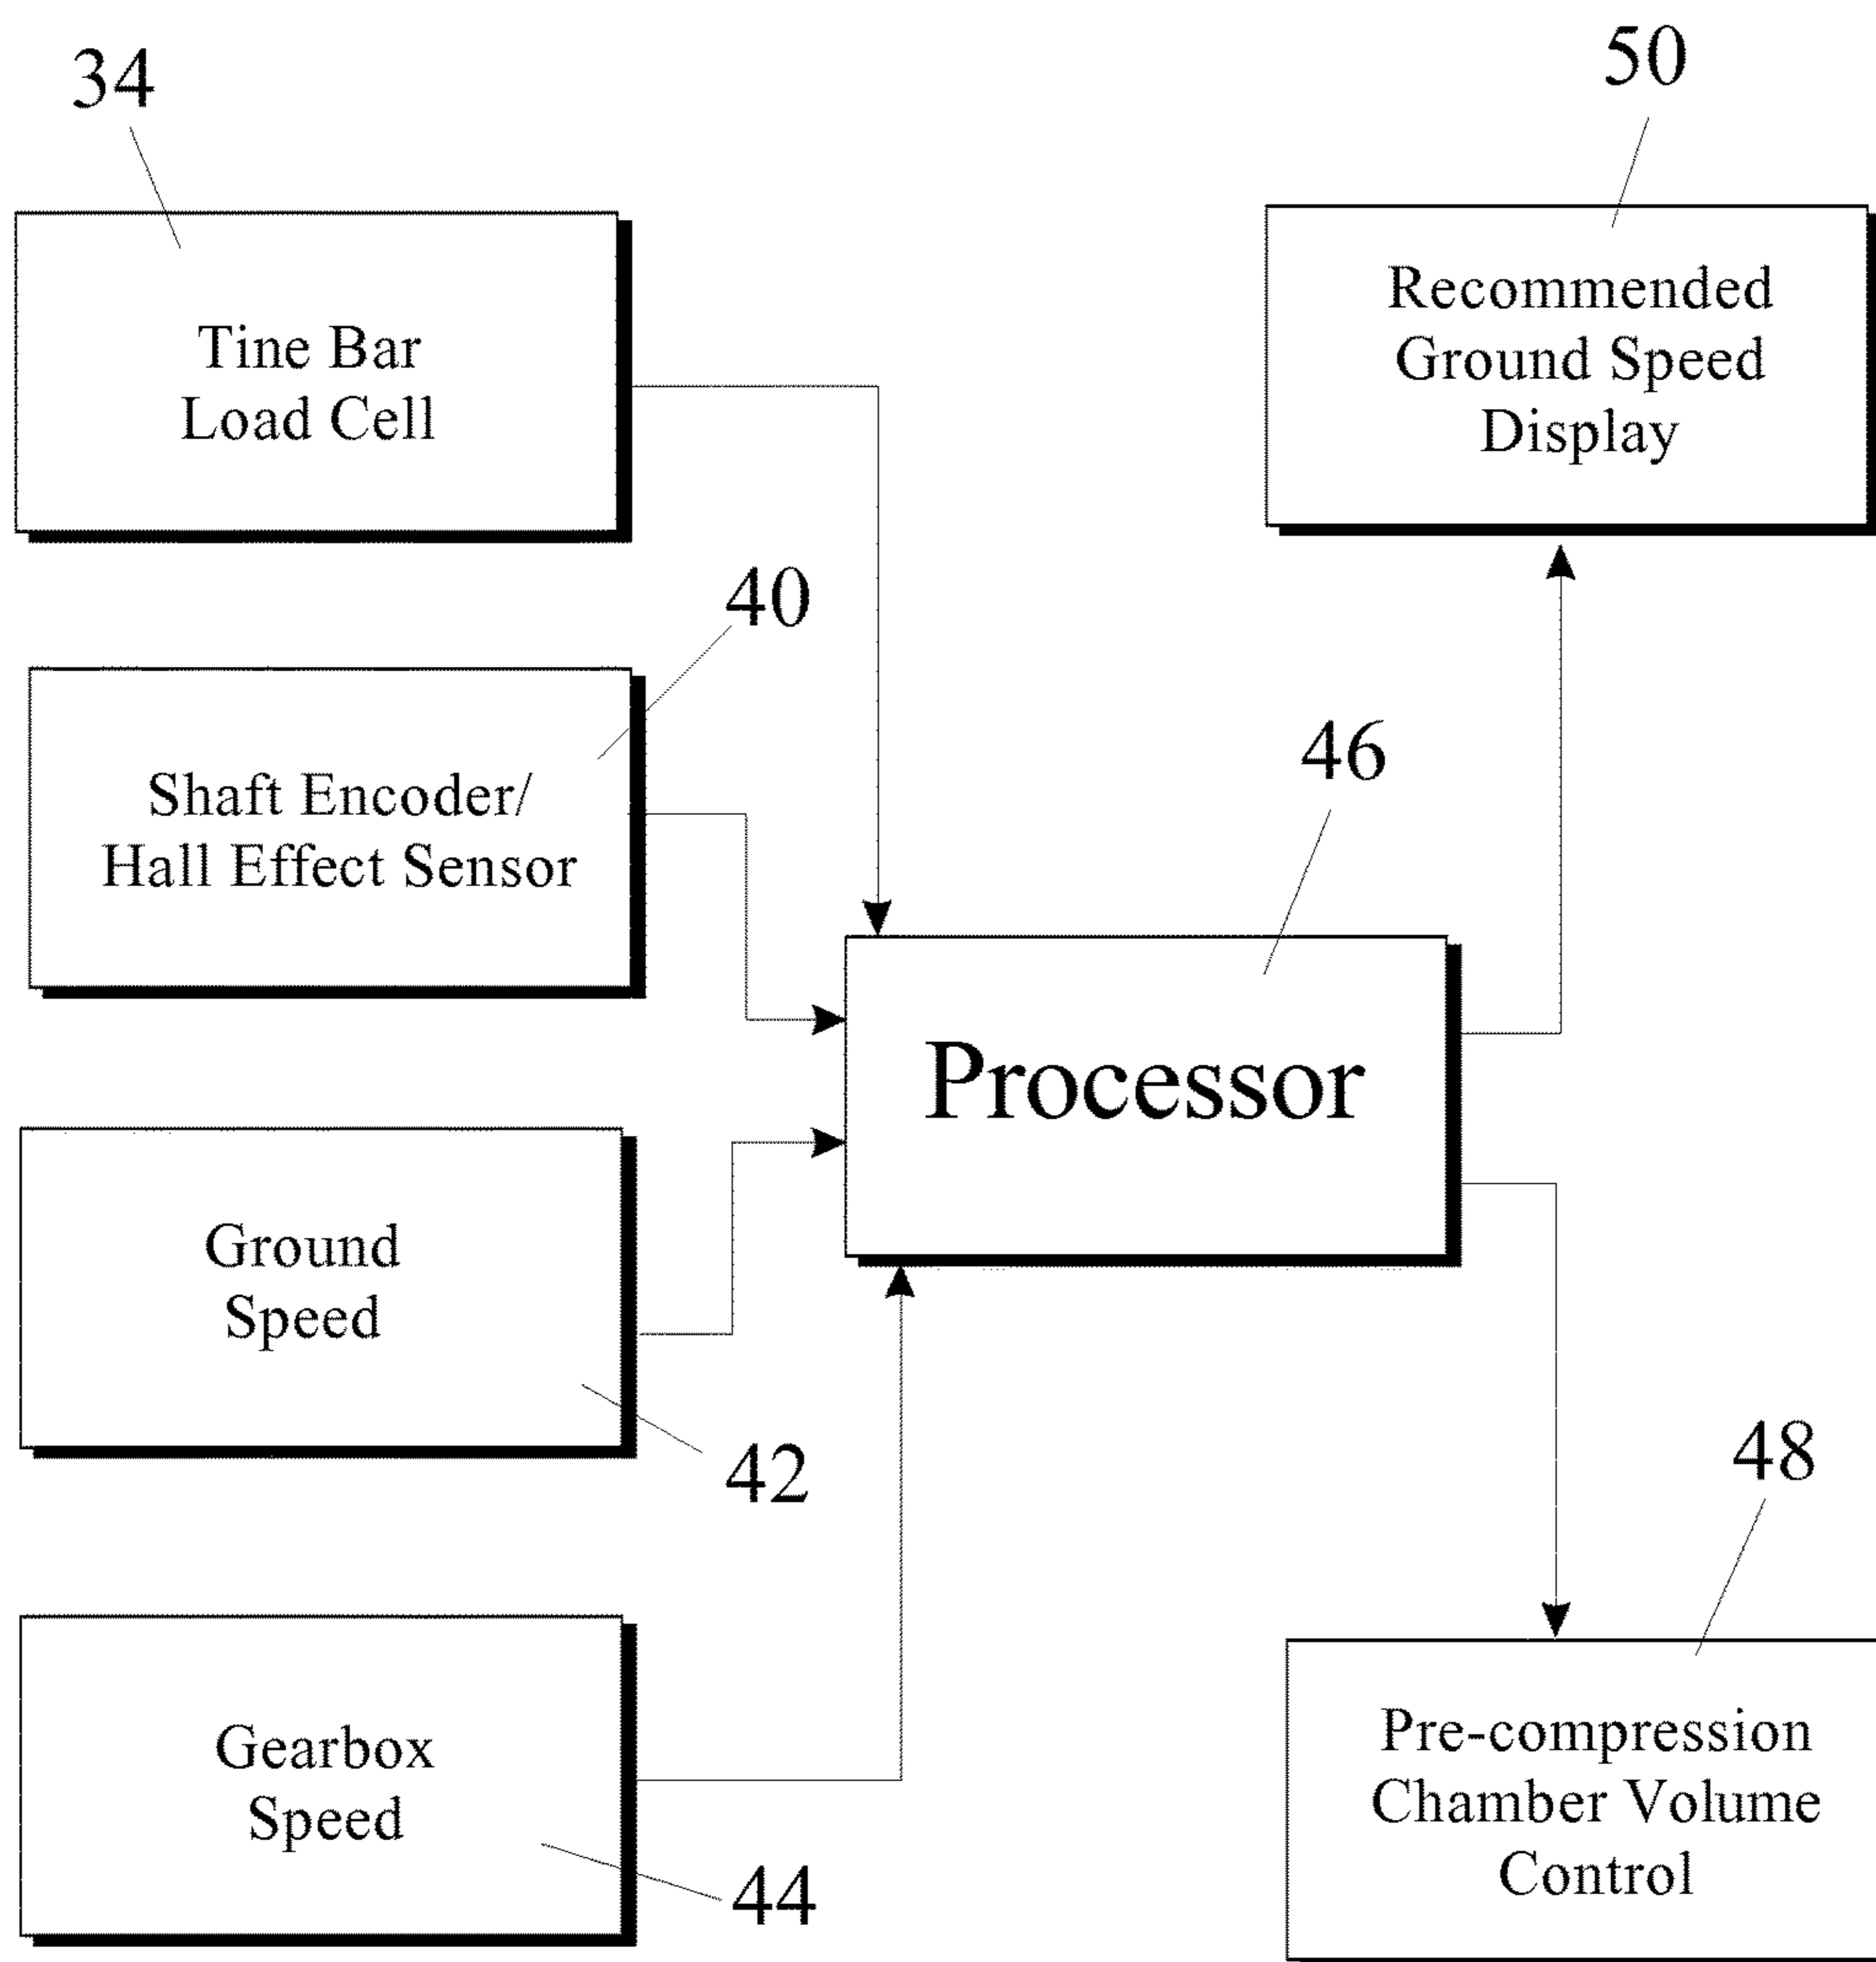 34
Tine Bar
Load Cell
50
Recommended
Ground Speed
Display
40
Shaft Encoder/
Hall Effect Sensor
46
Processor
Ground
Speed
42
48
Gearbox
Speed
44
Pre-compression
Chamber Volume
Control